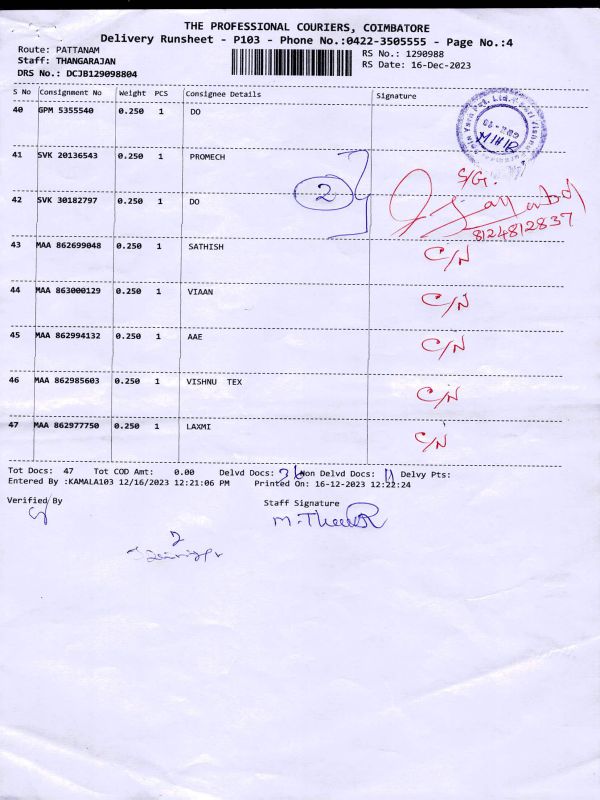 THE PROFESSIONAL COURIERS, COIMBATORE
Delivery Runsheet - P103 - Phone No.:0422-3505555 - Page No.:4
Route: PATTANAM RS No.: 1290988
Staff: THANGARAJAN RS Date: 16-Dec-2023
DRS No.: DCJB129098804
S No Consignment No Weight PCS Consignee Details Signature
40 GPM 5355540 0.250 1 DO
41 SVK 20136543 0.250 1 PROMECH
S/G.
2
42 SVK 30182797 0.250 1 DO
8124812837
43 MAA 862699048 0.250 1 SATHISH C/N
44 MAA 863000129 0.250 1 VIAAN C/N
45 MAA 862994132 0.250 1 AAE C/N
46 MAA 862985603 0.250 1 VISHNU TEX C/N
47 MAA 862977750 0.250 1 LAXMI C/N
Tot Docs: 47 Tot COD Amt: 0.00 Delvd Docs: 36 Non Delvd Docs: 11 Delvy Pts:
Entered By :KAMALA103 12/16/2023 12:21:06 PM Printed On: 16-12-2023 12:22:24
Verified By Staff Signature